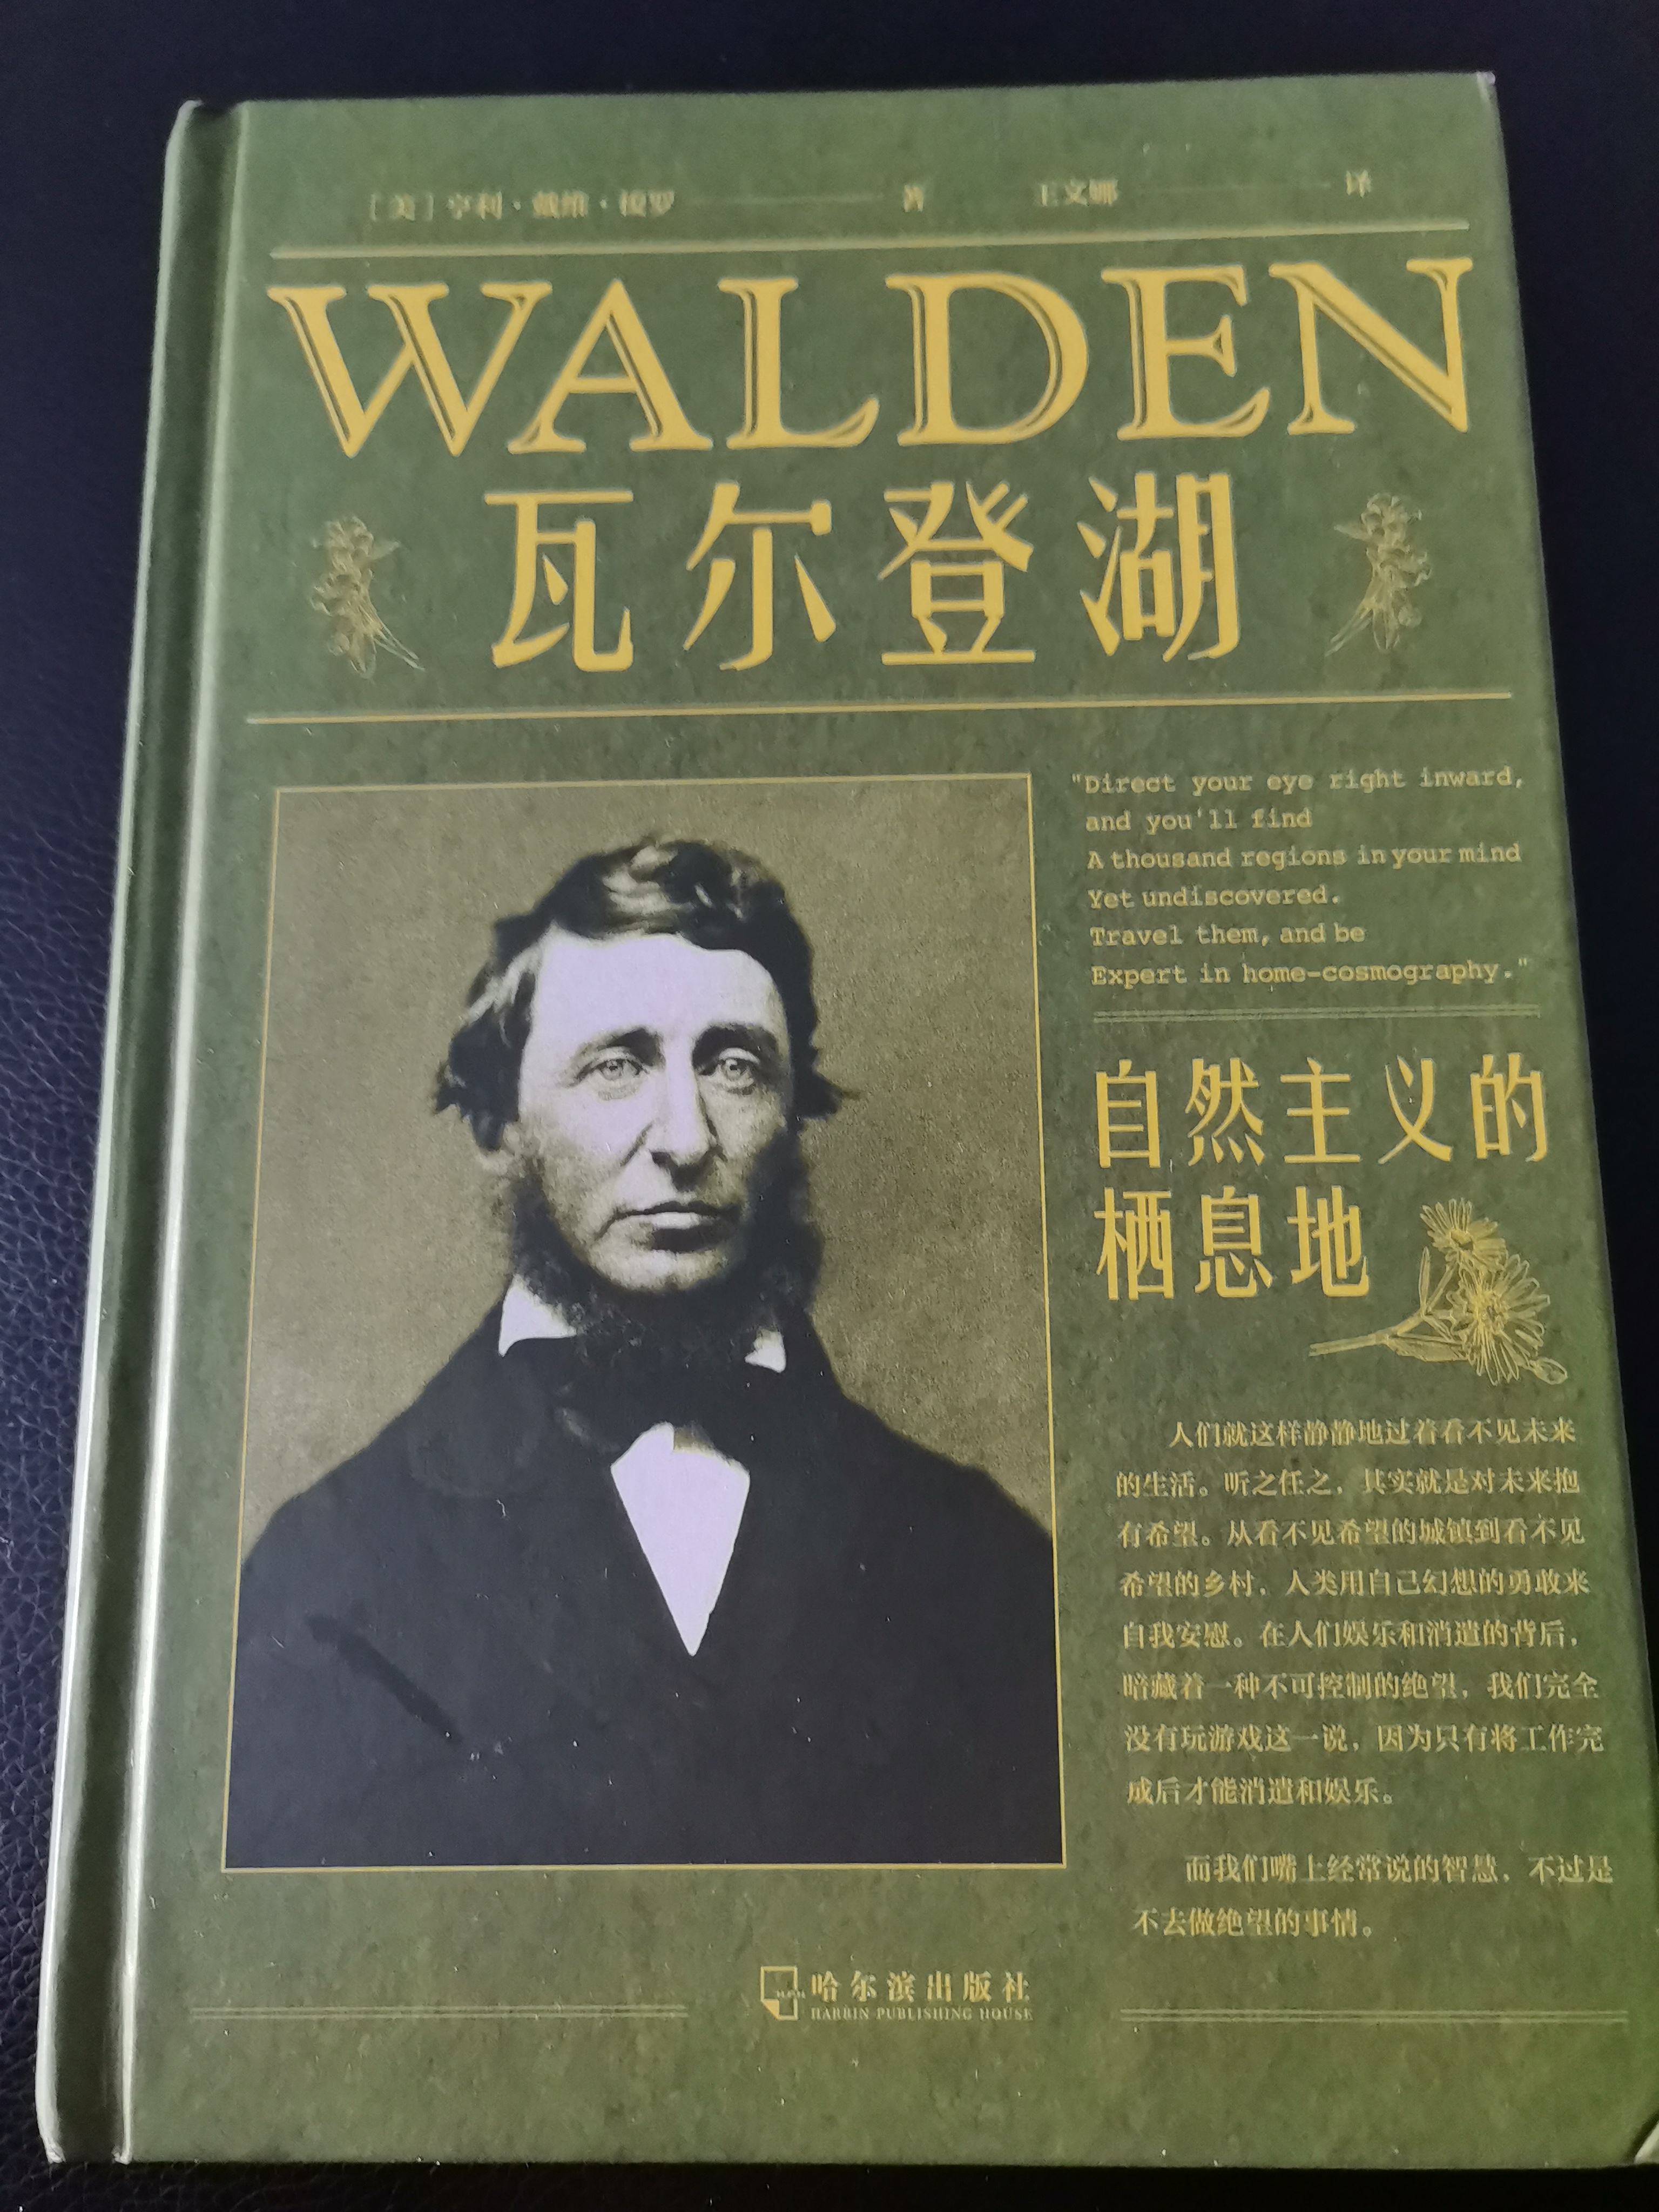 ［美］亨利·戴维·梭罗 著 王文娜 译
WALDEN
瓦尔登湖
"Direct your eye right inward,
and you'll find
A thousand regions in your mind
Yet undiscovered.
Travel them, and be
Expert in home-cosmography."
自然主义的
栖息地
人们就这样静静地过着看不见未来
的生活。听之任之，其实就是对未来抱
有希望。从看不见希望的城镇到看不见
希望的乡村，人类用自己幻想的勇敢来
自我安慰。在人们娱乐和消遣的背后，
暗藏着一种不可控制的绝望，我们完全
没有玩游戏这一说，因为只有将工作完
成后才能消遣和娱乐。
而我们嘴上经常说的智慧，不过是
不去做绝望的事情。
哈尔滨出版社
HARBIN PUBLISHING HOUSE